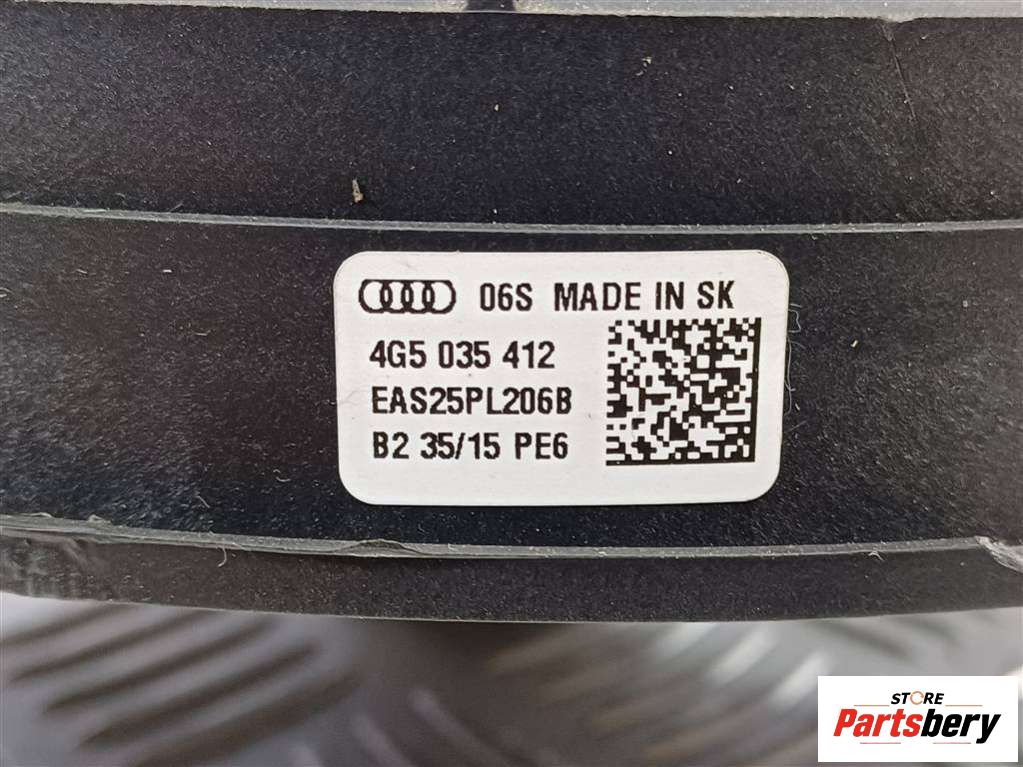 06S MADE IN SK
4G5 035 412
EAS25PL206B
B2 35/15 PE6
STORE
Partsbery